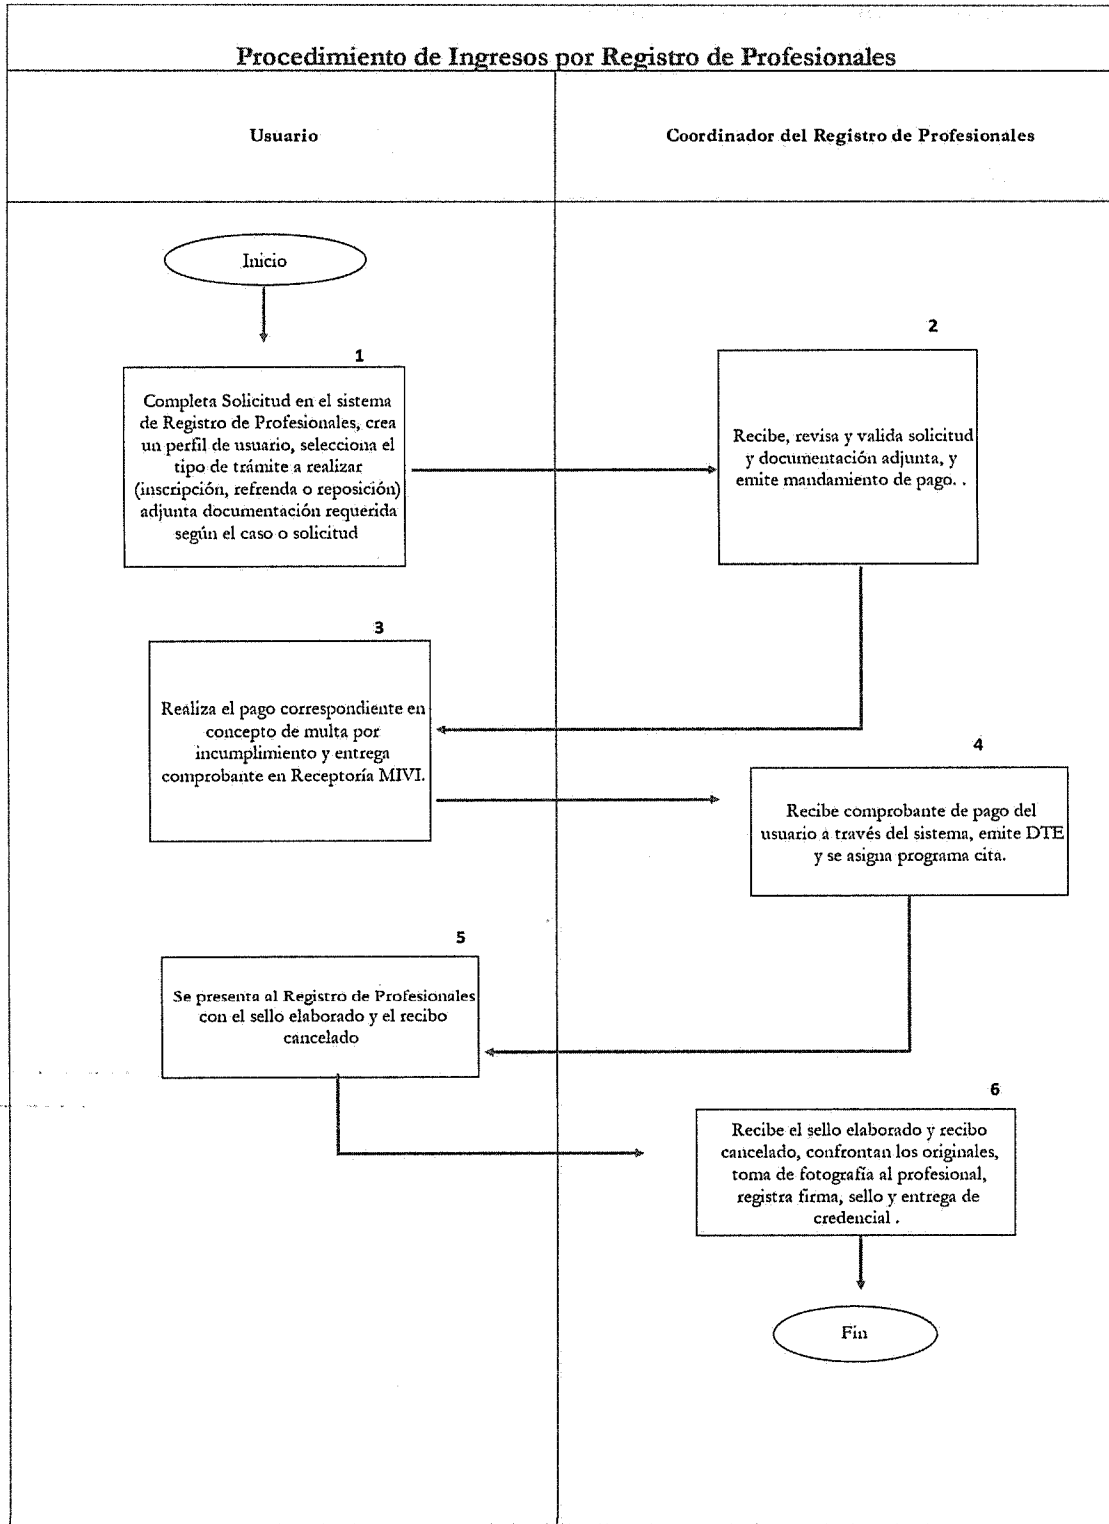 Procedimiento de Ingresos por Registro de Profesionales
Usuario
Coordinador del Registro de Profesionales
Inicio
1
Completa Solicitud en el sistema
de Registro de Profesionales, crea
un perfil de usuario, selecciona el
tipo de trámite a realizar
(inscripción, refrenda o reposición)
adjunta documentación requerida
según el caso o solicitud
2
Recibe, revisa y valida solicitud
y documentación adjunta, y
emite mandamiento de pago. .
3
Realiza el pago correspondiente en
concepto de multa por
incumplimiento y entrega
comprobante en Receptoría MIVI.
4
Recibe comprobante de pago del
usuario a través del sistema, emite DTE
y se asigna programa cita.
5
Se presenta al Registro de Profesionales
con el sello elaborado y el recibo
cancelado
6
Recibe el sello elaborado y recibo
cancelado, confrontan los originales,
toma de fotografía al profesional,
registra firma, sello y entrega de
credencial .
Fin